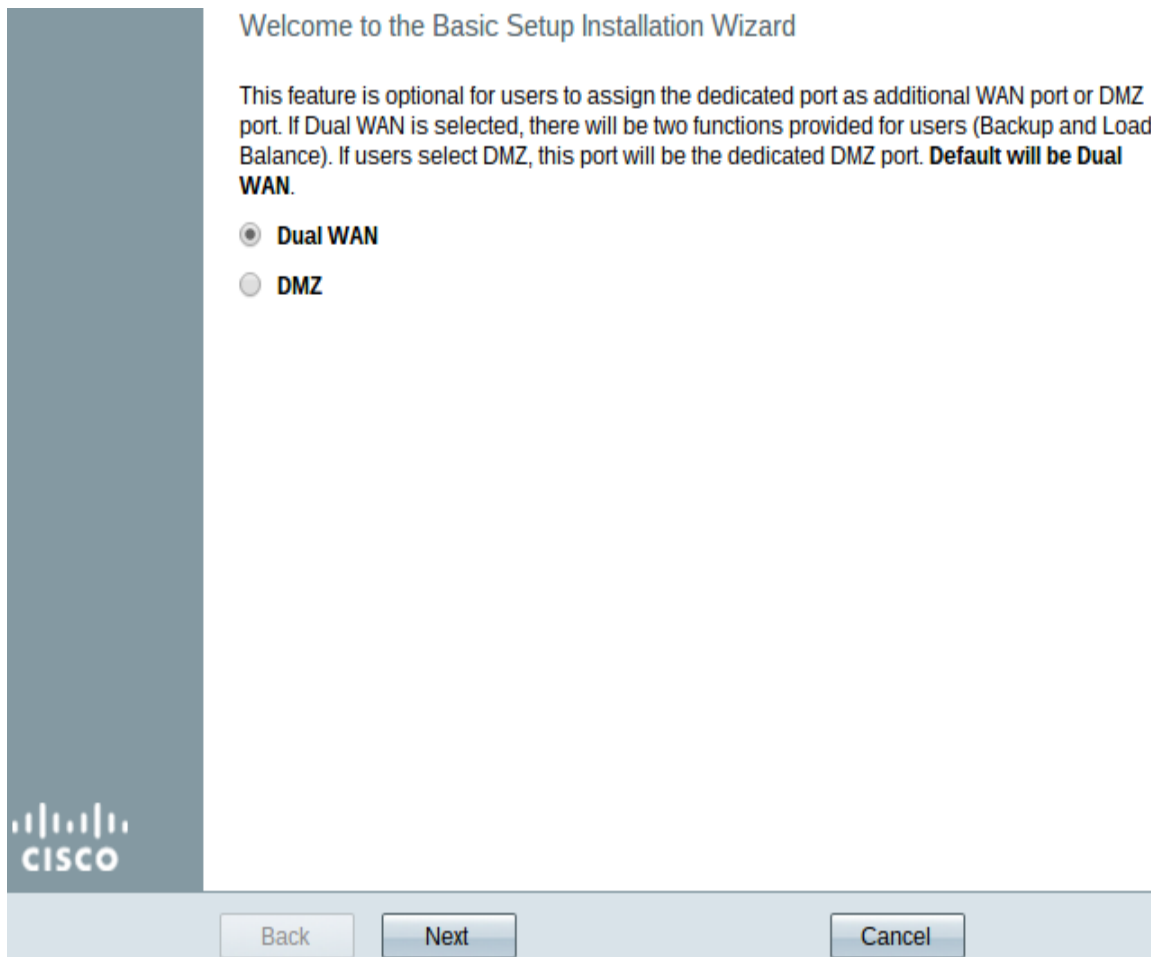 Welcome to the Basic Setup Installation Wizard
This feature is optional for users to assign the dedicated port as additional WAN port or DMZ
port. If Dual WAN is selected, there will be two functions provided for users (Backup and Load
Balance). If users select DMZ, this port will be the dedicated DMZ port. Default will be Dual
WAN.
Dual WAN
DMZ
CISCO
Back
Next
Cancel